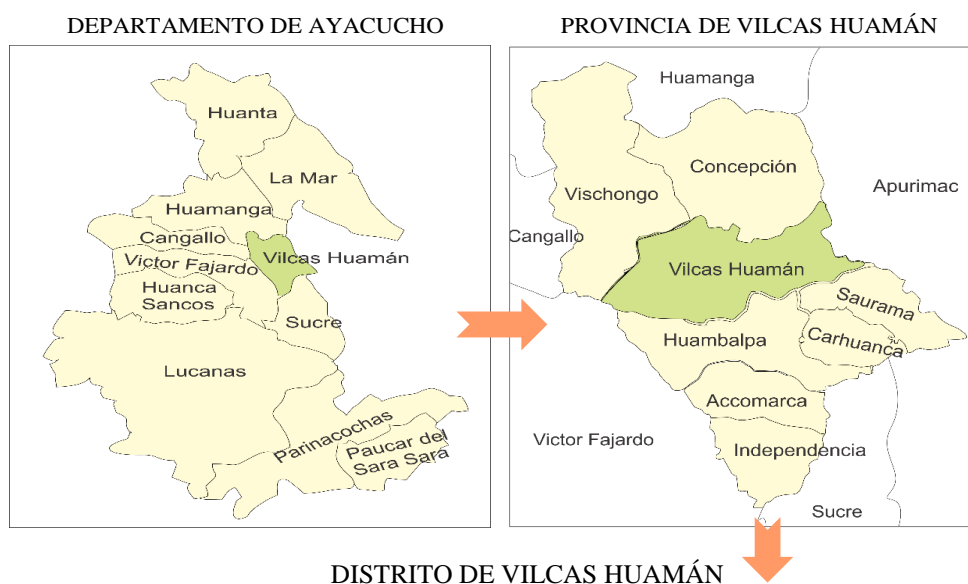 DEPARTAMENTO DE AYACUCHO
Huanta
La Mar
Huamanga
Cangallo
Vilcas Huamán
Victor Fajardo
Huanca
Sancos
Sucre
Lucanas
Parinacochas
Paucar del
Sara Sara
PROVINCIA DE VILCAS HUAMÁN
Huamanga
Concepción
Vischongo
Apurimac
Cangallo
Vilcas Huamán
Saurama
Huambalpa
Carhuanca
Accomarca
Victor Fajardo
Independencia
Sucre
DISTRITO DE VILCAS HUAMÁN